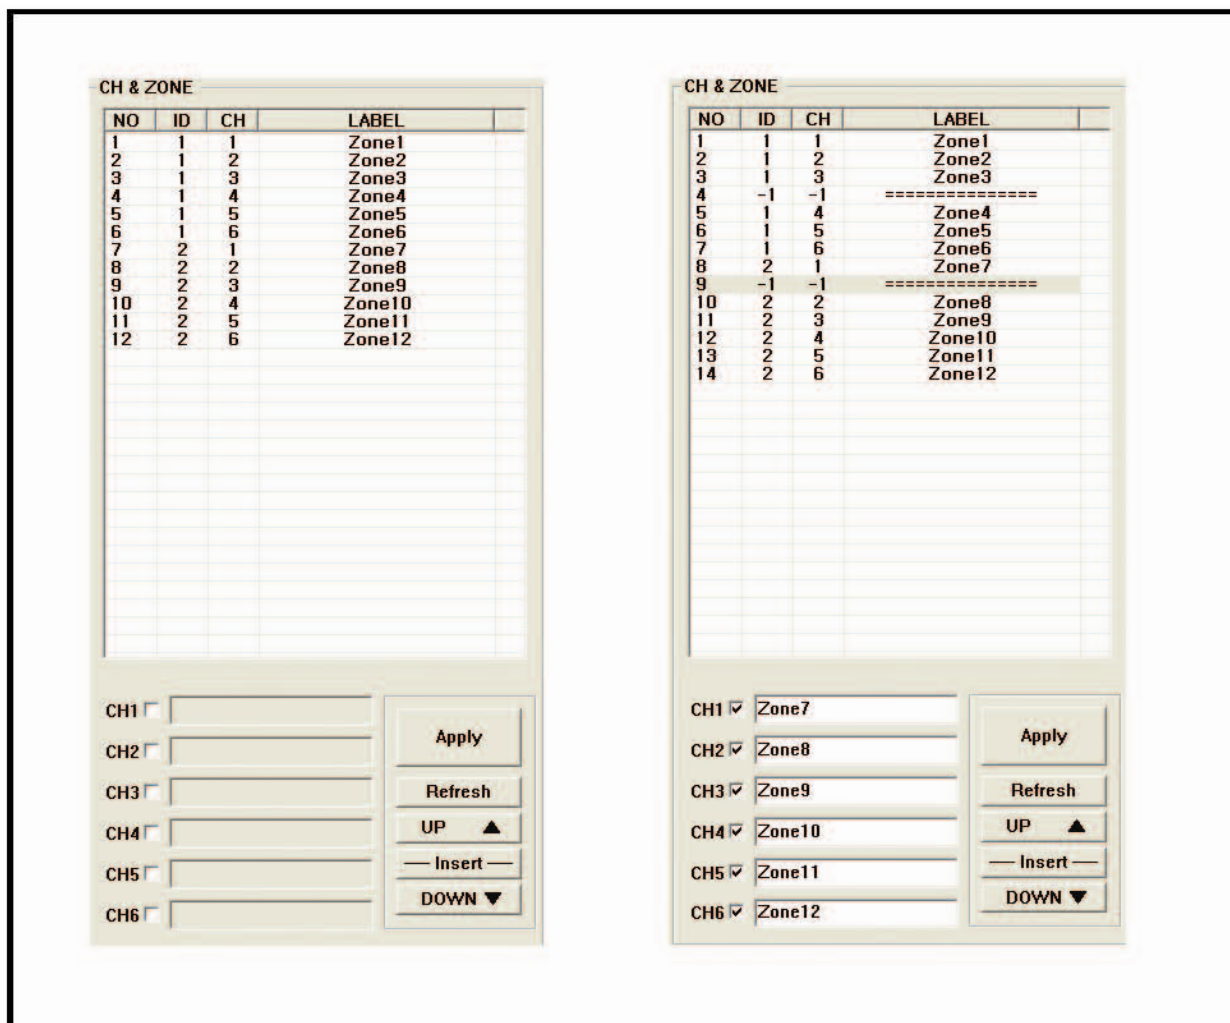 CH & ZONE
NO ID CH LABEL
1 1 1 Zone1
2 1 2 Zone2
3 1 3 Zone3
4 1 4 Zone4
5 1 5 Zone5
6 1 6 Zone6
7 2 1 Zone7
8 2 2 Zone8
9 2 3 Zone9
10 2 4 Zone10
11 2 5 Zone11
12 2 6 Zone12
CH1
CH2
CH3
CH4
CH5
CH6
Apply
Refresh
UP ▲
— Insert —
DOWN ▼
CH & ZONE
NO ID CH LABEL
1 1 1 Zone1
2 1 2 Zone2
3 1 3 Zone3
4 -1 -1 ===============
5 1 4 Zone4
6 1 5 Zone5
7 1 6 Zone6
8 2 1 Zone7
9 -1 -1 ===============
10 2 2 Zone8
11 2 3 Zone9
12 2 4 Zone10
13 2 5 Zone11
14 2 6 Zone12
CH1 Zone7
CH2 Zone8
CH3 Zone9
CH4 Zone10
CH5 Zone11
CH6 Zone12
Apply
Refresh
UP ▲
— Insert —
DOWN ▼